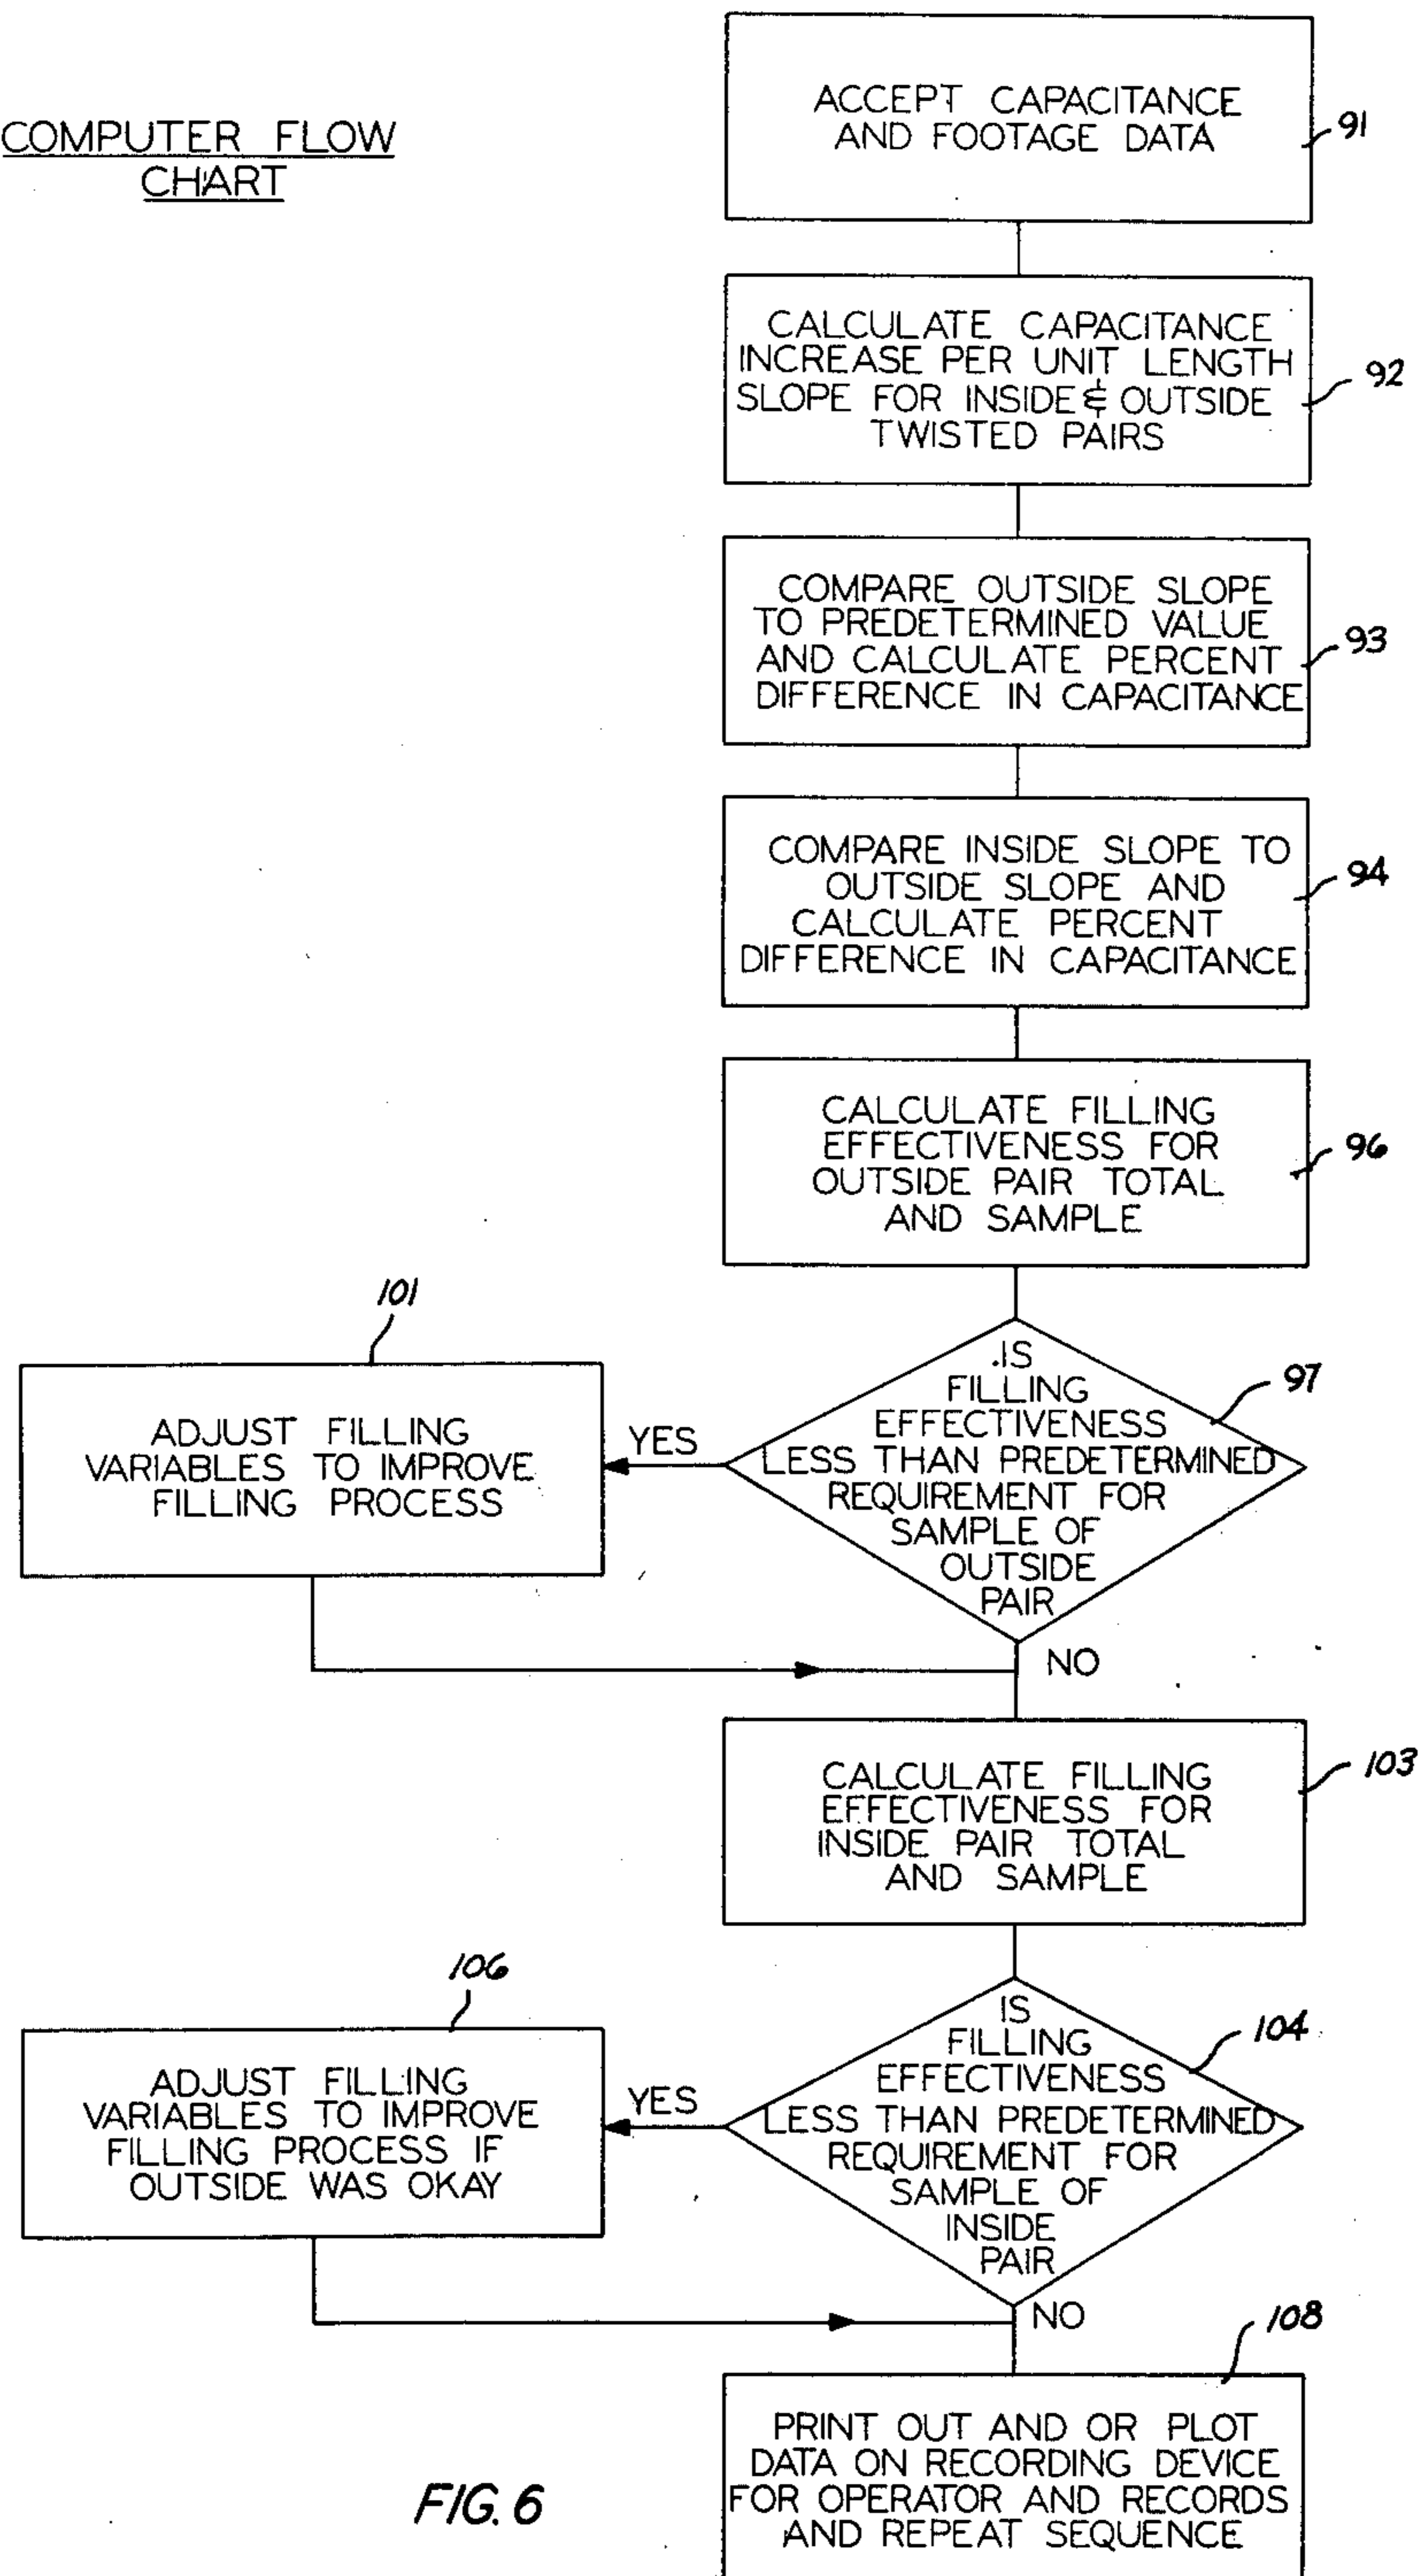 COMPUTER FLOW
CHART
ACCEPT CAPACITANCE
AND FOOTAGE DATA
91
CALCULATE CAPACITANCE
INCREASE PER UNIT LENGTH
SLOPE FOR INSIDE & OUTSIDE
TWISTED PAIRS
92
COMPARE OUTSIDE SLOPE
TO PREDETERMINED VALUE
AND CALCULATE PERCENT
DIFFERENCE IN CAPACITANCE
93
COMPARE INSIDE SLOPE TO
OUTSIDE SLOPE AND
CALCULATE PERCENT
DIFFERENCE IN CAPACITANCE
94
CALCULATE FILLING
EFFECTIVENESS FOR
OUTSIDE PAIR TOTAL
AND SAMPLE
96
IS
FILLING
EFFECTIVENESS
LESS THAN PREDETERMINED
REQUIREMENT FOR
SAMPLE OF
OUTSIDE
PAIR
97
YES
101
ADJUST FILLING
VARIABLES TO IMPROVE
FILLING PROCESS
NO
CALCULATE FILLING
EFFECTIVENESS FOR
INSIDE PAIR TOTAL
AND SAMPLE
103
IS
FILLING
EFFECTIVENESS
LESS THAN PREDETERMINED
REQUIREMENT FOR
SAMPLE OF
INSIDE
PAIR
104
YES
106
ADJUST FILLING
VARIABLES TO IMPROVE
FILLING PROCESS IF
OUTSIDE WAS OKAY
NO
108
PRINT OUT AND OR PLOT
DATA ON RECORDING DEVICE
FOR OPERATOR AND RECORDS
AND REPEAT SEQUENCE
FIG. 6